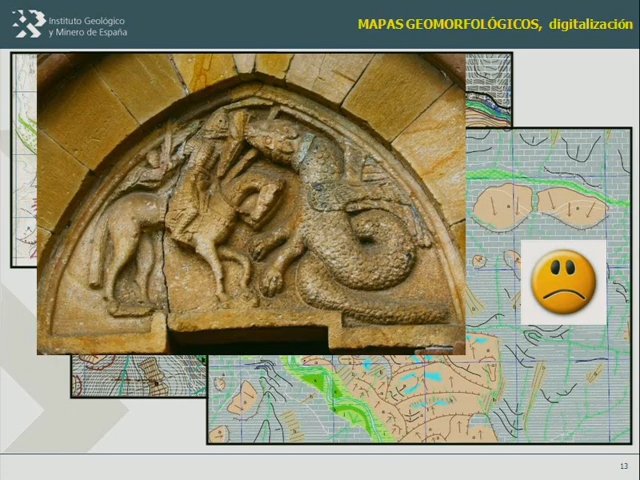 Instituto Geológico
y Minero de España
MAPAS GEOMORFOLÓGICOS, digitalización
13